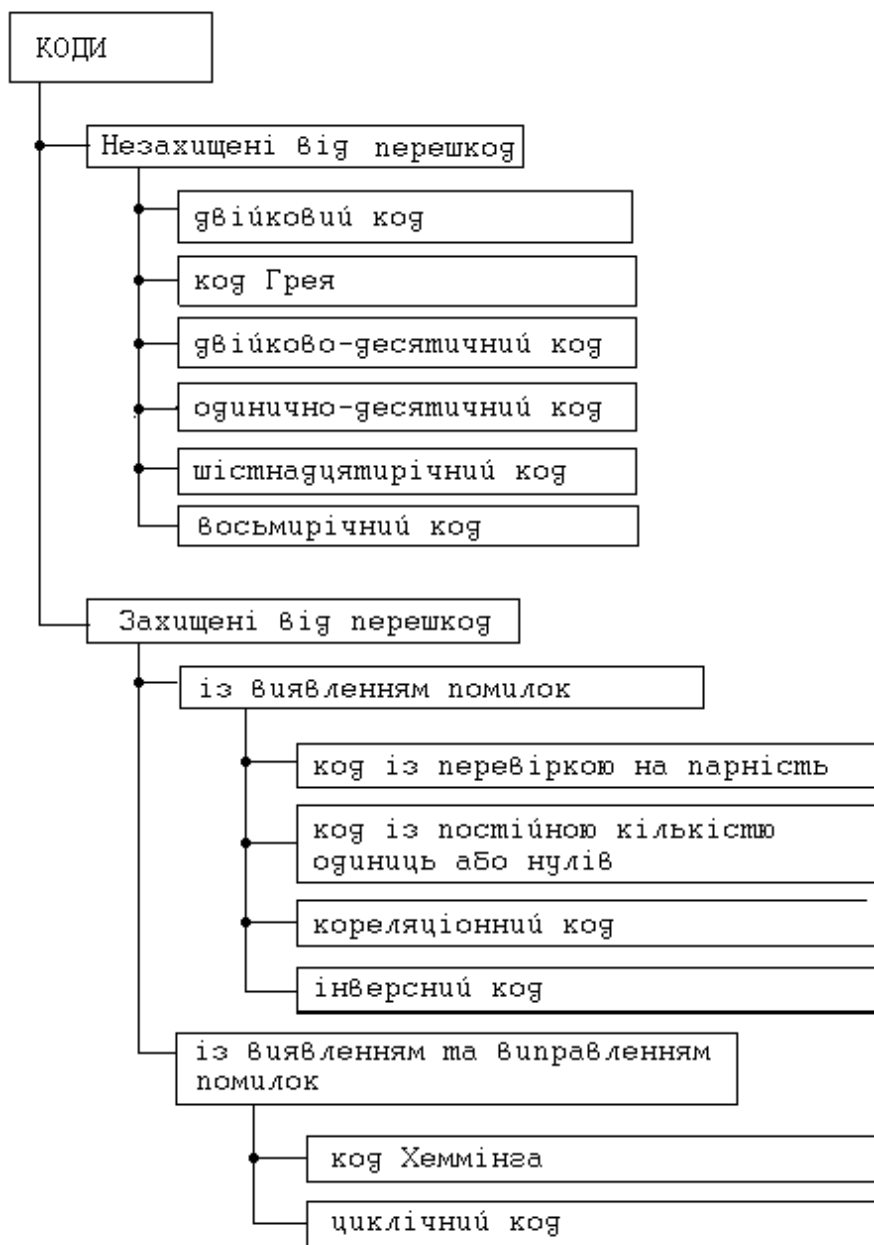 КОДИ
Незахищені від перешкод
двійковий код
код Грея
двійково-десятичний код
одинично-десятичний код
шістнадцятирічний код
восьмирічний код
Захищені від перешкод
із виявленням помилок
код із перевіркою на парність
код із постійною кількістю
одиниць або нулів
кореляціонний код
інверсний код
із виявленням та виправленням
помилок
код Хеммінга
циклічний код